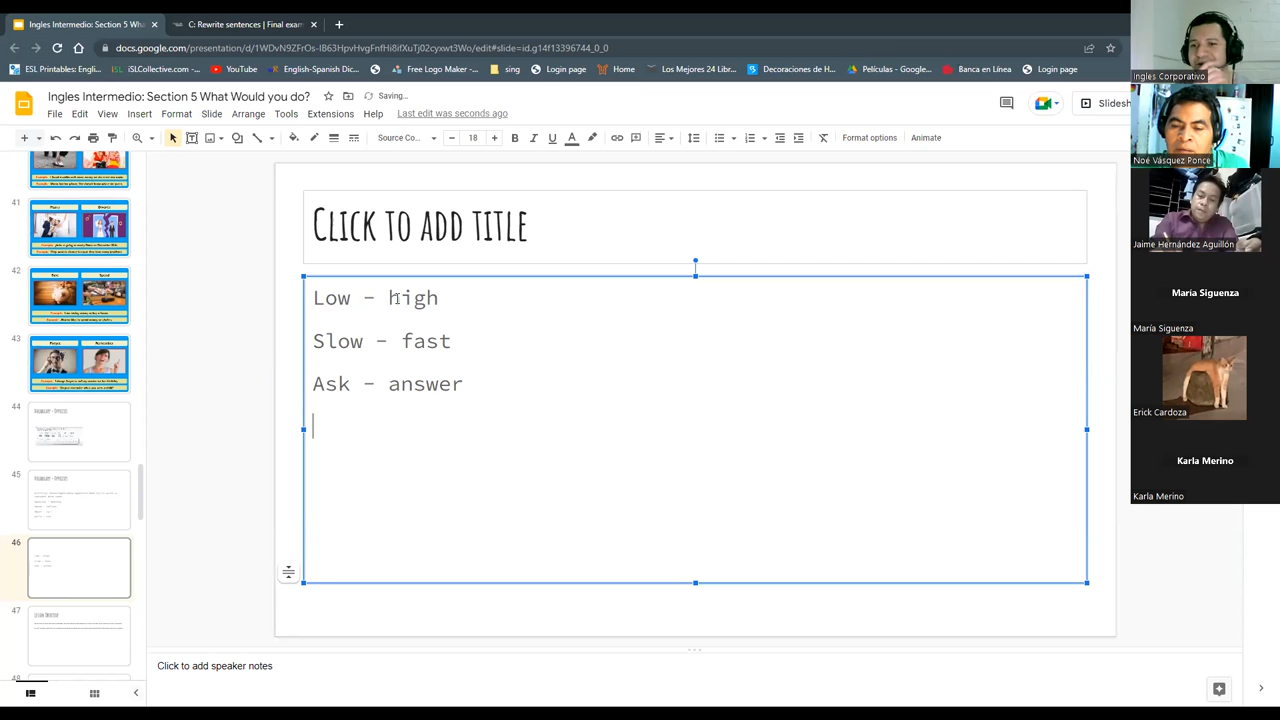 Ingles Intermedio: Section 5 Wha
C: Rewrite sentences | Final exam
docs.google.com/presentation/d/1WDvN9ZFrOs-IB63HpvHvgFnfHi8ifXuTj02cyxwt3Wo/edit#slide=id.g14f13396744_0_0
ESL Printables: Engli... iSLCollective.com -... YouTube English-Spanish Dic... Free Logo Maker -... sing Login page Home Los Mejores 24 Libr... Decoraciones de H... Películas - Google... Banca en Línea Login page
Ingles Intermedio: Section 5 What Would you do? Saving...
File Edit View Insert Format Slide Arrange Tools Extensions Help Last edit was seconds ago
Slidesh
Source Co... 18 B I U A Format options Animate
41
42
43
44
45
46
47
48
CLICK TO ADD TITLE
Low - high
Slow - fast
Ask - answer
Click to add speaker notes
Ingles Corporativo
Noé Vásquez Ponce
Jaime Hernández Aguillón
María Siguenza
María Siguenza
Erick Cardoza
Karla Merino
Karla Merino